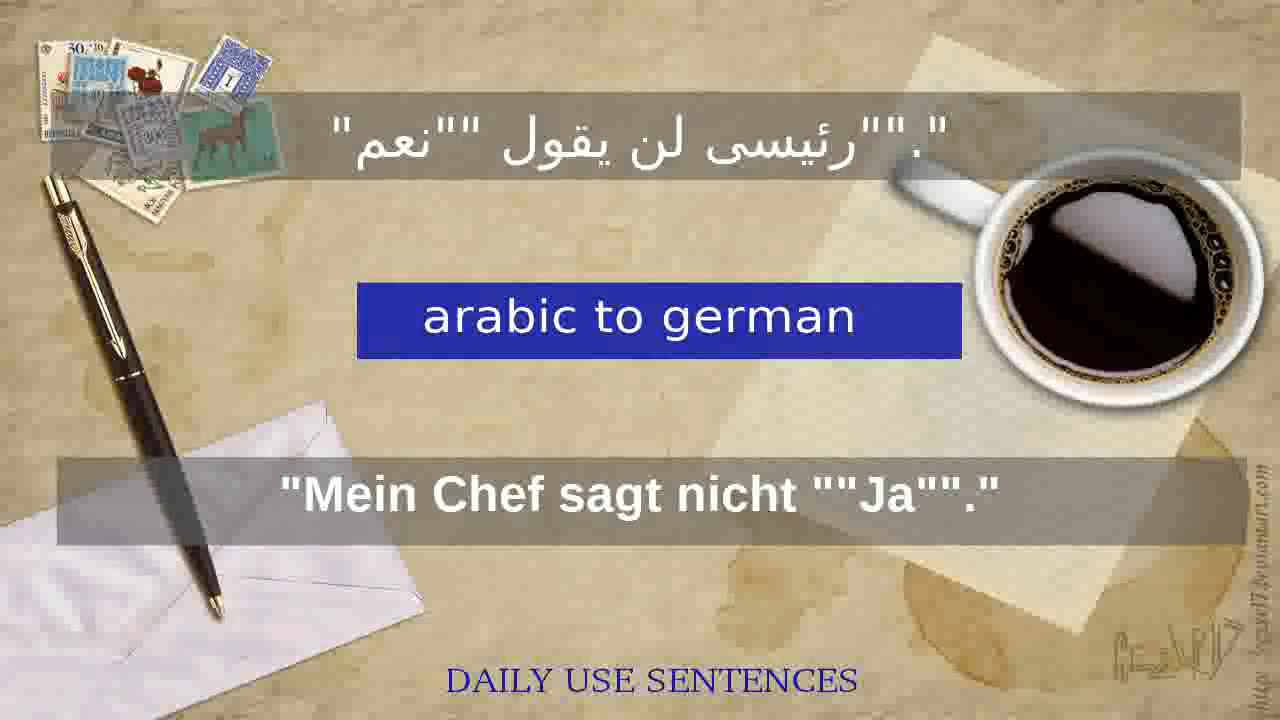 "رئيسى لن يقول ""نعم""."
arabic to german
"Mein Chef sagt nicht ""Ja""."
DAILY USE SENTENCES